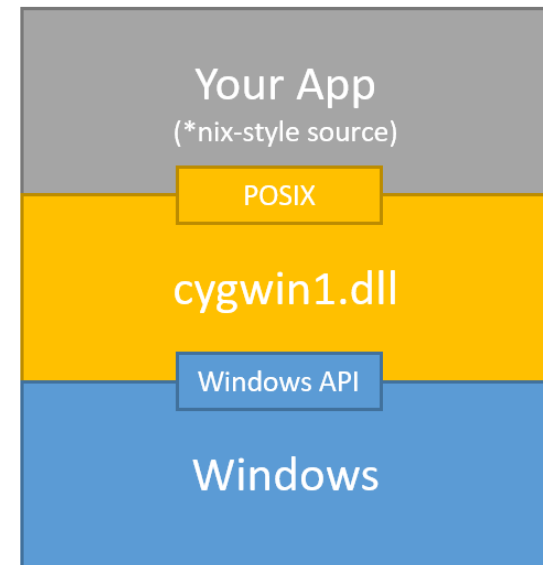 Your App
(*nix-style source)
POSIX
cygwin1.dll
Windows API
Windows